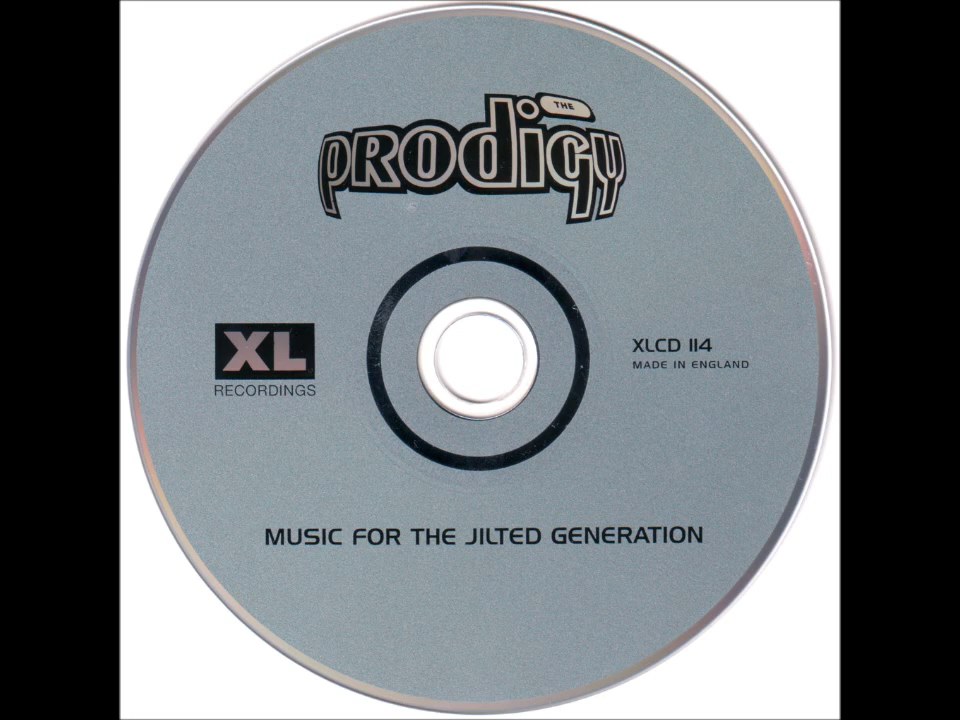 THE
PRODIGY
XL
RECORDINGS
XLCD 114
MADE IN ENGLAND
MUSIC FOR THE JILTED GENERATION